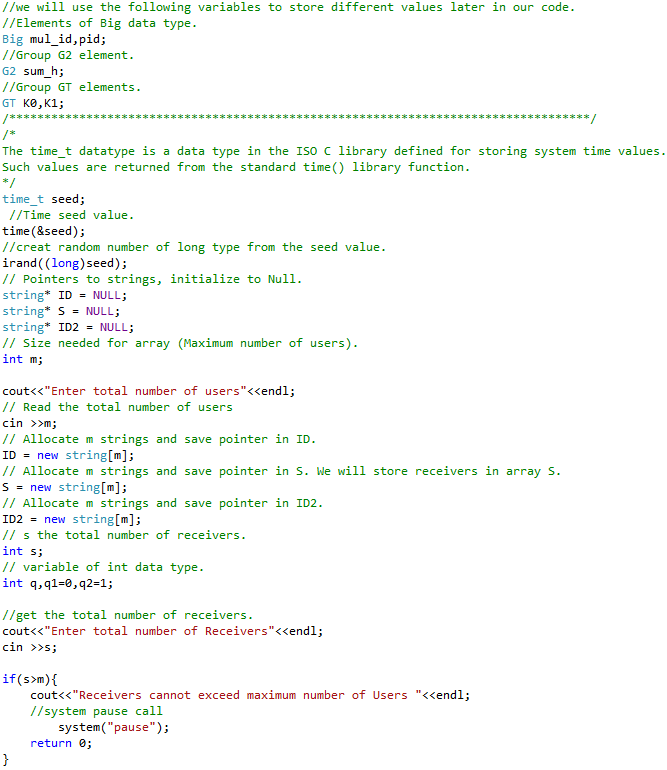 //we will use the following variables to store different values later in our code.
//Elements of Big data type.
Big mul_id,pid;
//Group G2 element.
G2 sum_h;
//Group GT elements.
GT K0,K1;
/***********************************************************************************/
/*
The time_t datatype is a data type in the ISO C library defined for storing system time values.
Such values are returned from the standard time() library function.
*/
time_t seed;
//Time seed value.
time(&seed);
//creat random number of long type from the seed value.
irand((long)seed);
// Pointers to strings, initialize to Null.
string* ID = NULL;
string* S = NULL;
string* ID2 = NULL;
// Size needed for array (Maximum number of users).
int m;
cout<<"Enter total number of users"<<endl;
// Read the total number of users
cin >>m;
// Allocate m strings and save pointer in ID.
ID = new string[m];
// Allocate m strings and save pointer in S. We will store receivers in array S.
S = new string[m];
// Allocate m strings and save pointer in ID2.
ID2 = new string[m];
// s the total number of receivers.
int s;
// variable of int data type.
int q,q1=0,q2=1;
//get the total number of receivers.
cout<<"Enter total number of Receivers"<<endl;
cin >>s;
if(s>m){
cout<<"Receivers cannot exceed maximum number of Users "<<endl;
//system pause call
system("pause");
return 0;
}